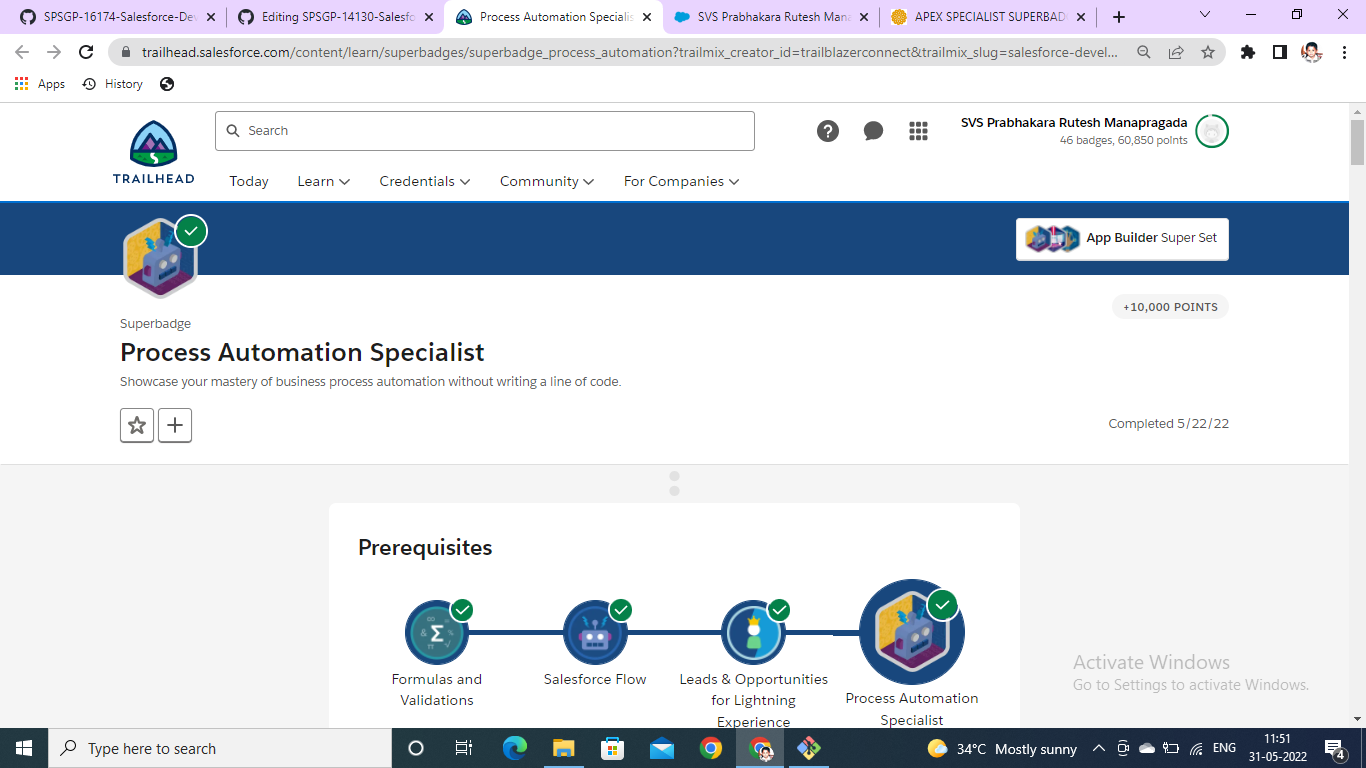 SPSGP-16174-Salesforce-Dev
Editing SPSGP-14130-Salesfo
Process Automation Specialis
SVS Prabhakara Rutesh Mana
APEX SPECIALIST SUPERBAD
trailhead.salesforce.com/content/learn/superbadges/superbadge_process_automation?trailmix_creator_id=trailblazerconnect&trailmix_slug=salesforce-devel...
Apps
History
TRAILHEAD
Search
SVS Prabhakara Rutesh Manapragada
46 badges, 60,850 points
Today
Learn
Credentials
Community
For Companies
App Builder Super Set
+10,000 POINTS
Superbadge
Process Automation Specialist
Showcase your mastery of business process automation without writing a line of code.
Completed 5/22/22
Prerequisites
Formulas and
Validations
Salesforce Flow
Leads & Opportunities
for Lightning
Experience
Process Automation
Specialist
Activate Windows
Go to Settings to activate Windows.
Type here to search
34°C Mostly sunny
ENG
11:51
31-05-2022
4